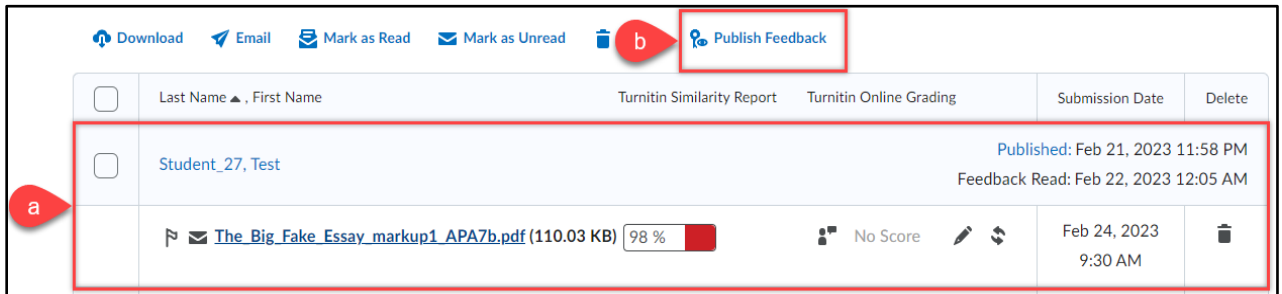 Download Email Mark as Read Mark as Unread b Publish Feedback
Last Name ▲ , First Name Turnitin Similarity Report Turnitin Online Grading Submission Date Delete
Student_27, Test
Published: Feb 21, 2023 11:58 PM
Feedback Read: Feb 22, 2023 12:05 AM
a
The_Big_Fake_Essay_markup1_APA7b.pdf (110.03 KB) 98 % No Score Feb 24, 2023
9:30 AM